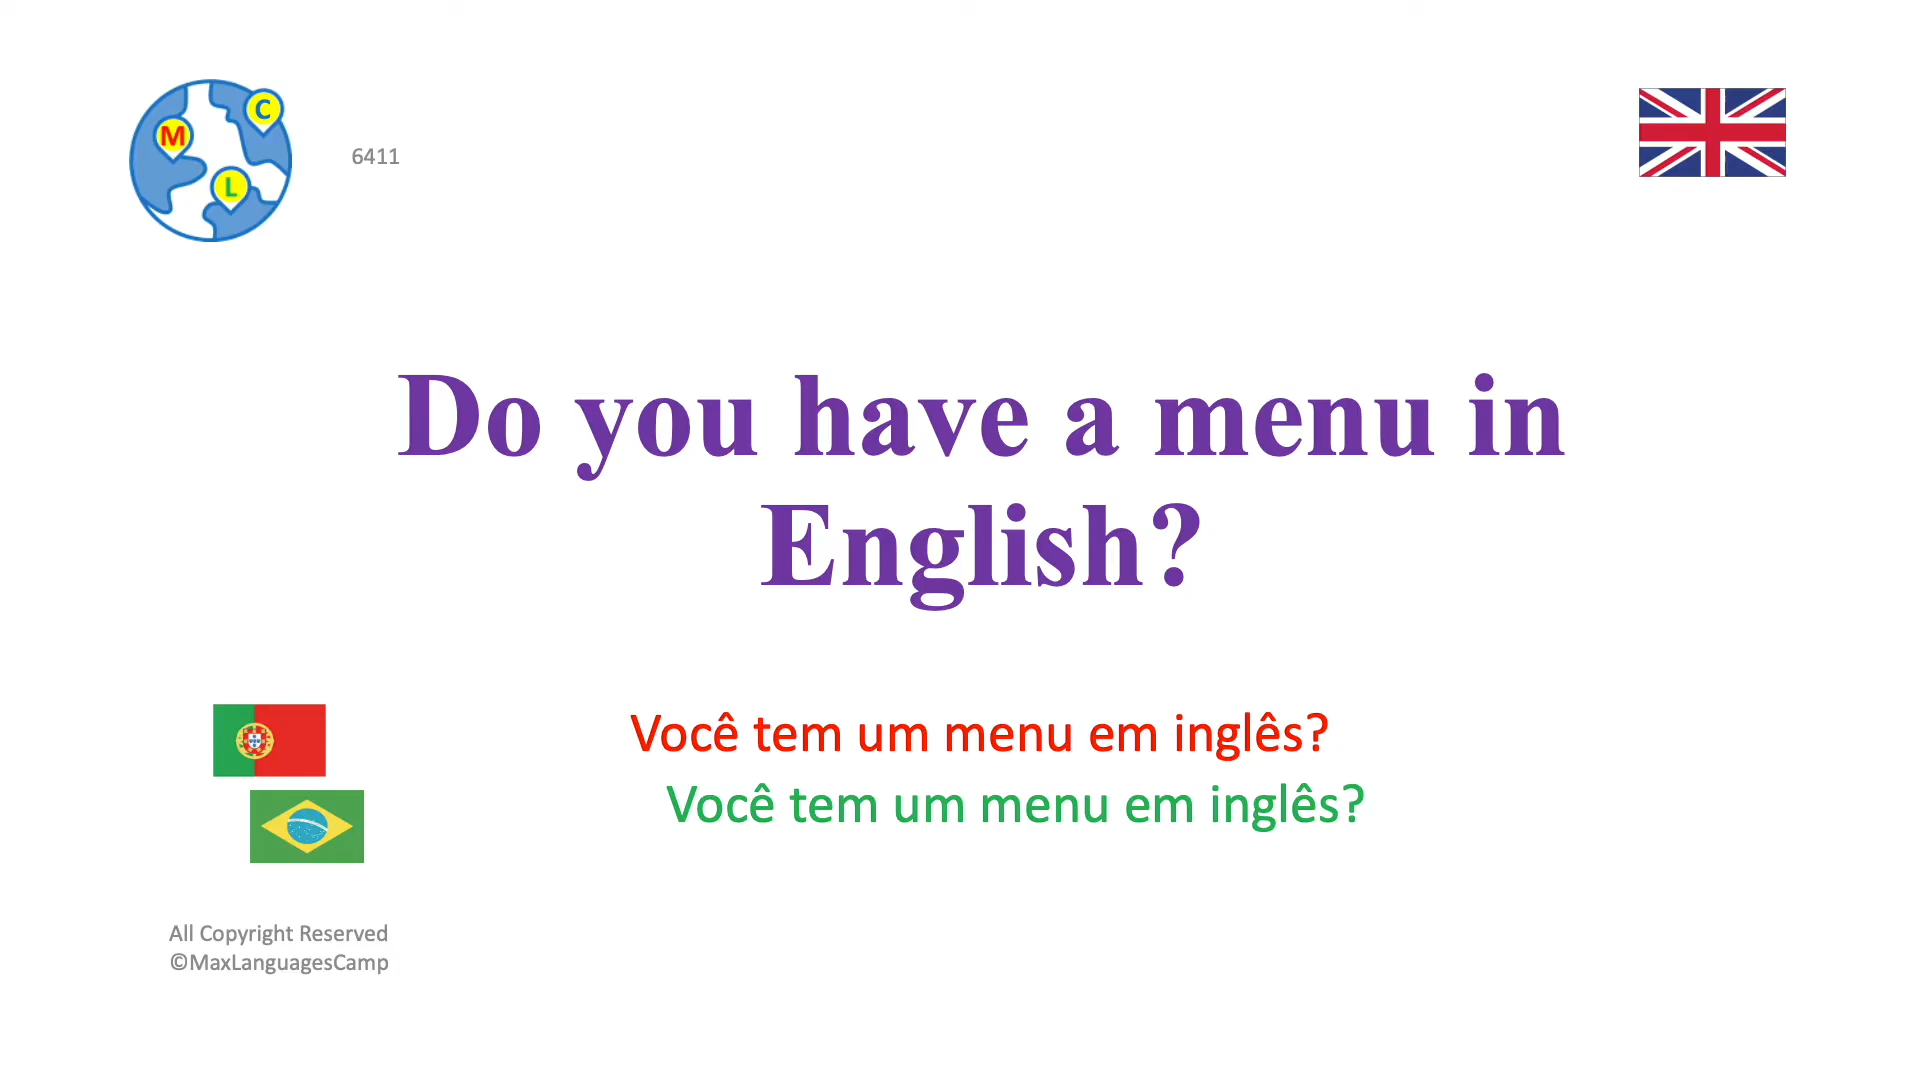 M
C
L
6411
Do you have a menu in
English?
Você tem um menu em inglês?
Você tem um menu em inglês?
All Copyright Reserved
©MaxLanguagesCamp